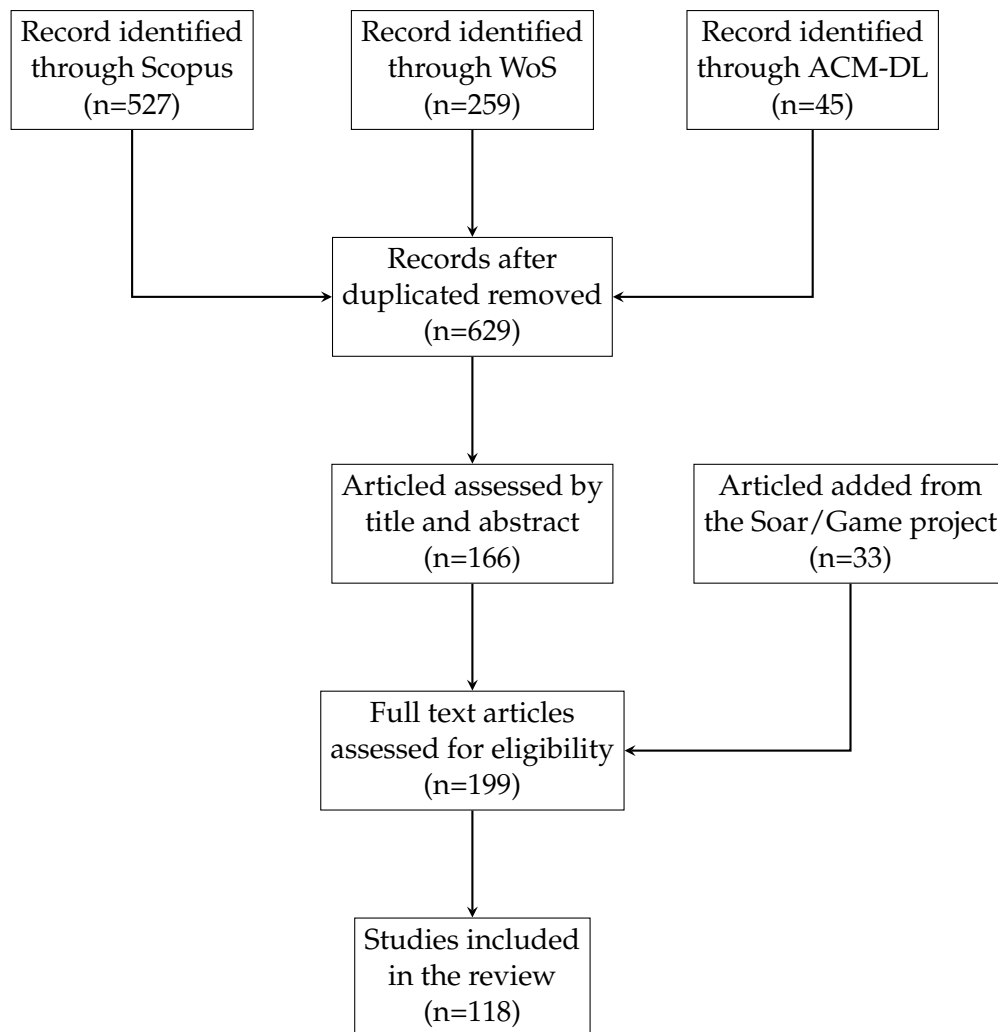 Record identified
through Scopus
(n=527)
Record identified
through WoS
(n=259)
Record identified
through ACM-DL
(n=45)
Records after
duplicated removed
(n=629)
Articled assessed by
title and abstract
(n=166)
Articled added from
the Soar/Game project
(n=33)
Full text articles
assessed for eligibility
(n=199)
Studies included
in the review
(n=118)